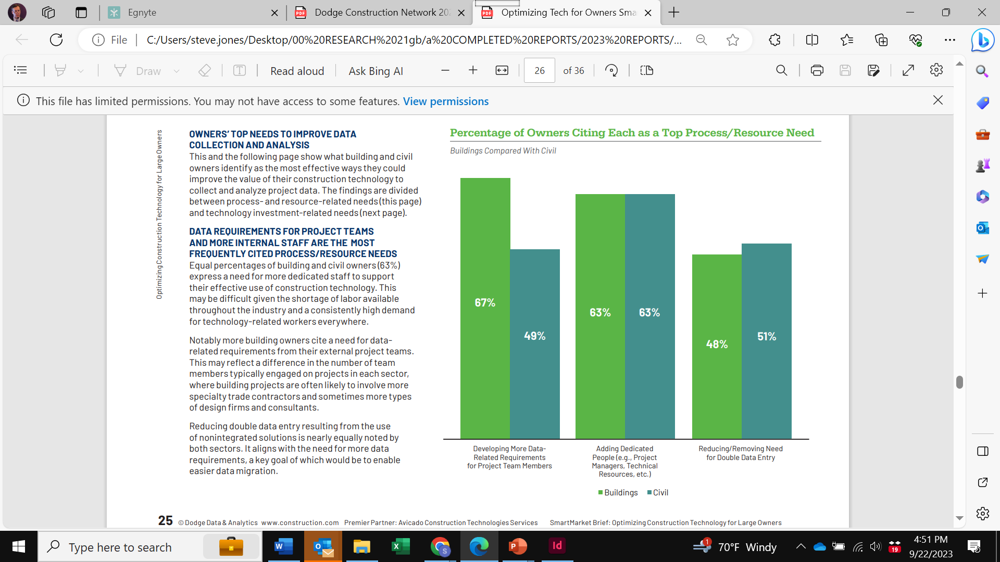 Egnyte
Dodge Construction Network 202
Optimizing Tech for Owners Sma
File
C:/Users/steve.jones/Desktop/00%20RESEARCH%2021gb/a%20COMPLETED%20REPORTS/2023%20REPORTS/...
Draw
Read aloud
Ask Bing AI
26
of 36
This file has limited permissions. You may not have access to some features. View permissions
Optimizing Construction Technology for Large Owners
OWNERS' TOP NEEDS TO IMPROVE DATA
COLLECTION AND ANALYSIS
This and the following page show what building and civil
owners identify as the most effective ways they could
improve the value of their construction technology to
collect and analyze project data. The findings are divided
between process- and resource-related needs (this page)
and technology investment-related needs (next page).
DATA REQUIREMENTS FOR PROJECT TEAMS
AND MORE INTERNAL STAFF ARE THE MOST
FREQUENTLY CITED PROCESS/RESOURCE NEEDS
Equal percentages of building and civil owners (63%)
express a need for more dedicated staff to support
their effective use of construction technology. This
may be difficult given the shortage of labor available
throughout the industry and a consistently high demand
for technology-related workers everywhere.
Notably more building owners cite a need for data-
related requirements from their external project teams.
This may reflect a difference in the number of team
members typically engaged on projects in each sector,
where building projects are often likely to involve more
specialty trade contractors and sometimes more types
of design firms and consultants.
Reducing double data entry resulting from the use
of nonintegrated solutions is nearly equally noted by
both sectors. It aligns with the need for more data
requirements, a key goal of which would be to enable
easier data migration.
Percentage of Owners Citing Each as a Top Process/Resource Need
Buildings Compared With Civil
67%
49%
63%
63%
48%
51%
Developing More Data-
Related Requirements
for Project Team Members
Adding Dedicated
People (e.g., Project
Managers, Technical
Resources, etc.)
Reducing/Removing Need
for Double Data Entry
Buildings
Civil
25
© Dodge Data & Analytics www.construction.com Premier Partner: Avicado Construction Technologies Services SmartMarket Brief: Optimizing Construction Technology for Large Owners
Type here to search
1
70°F Windy
19
4:51 PM
9/22/2023